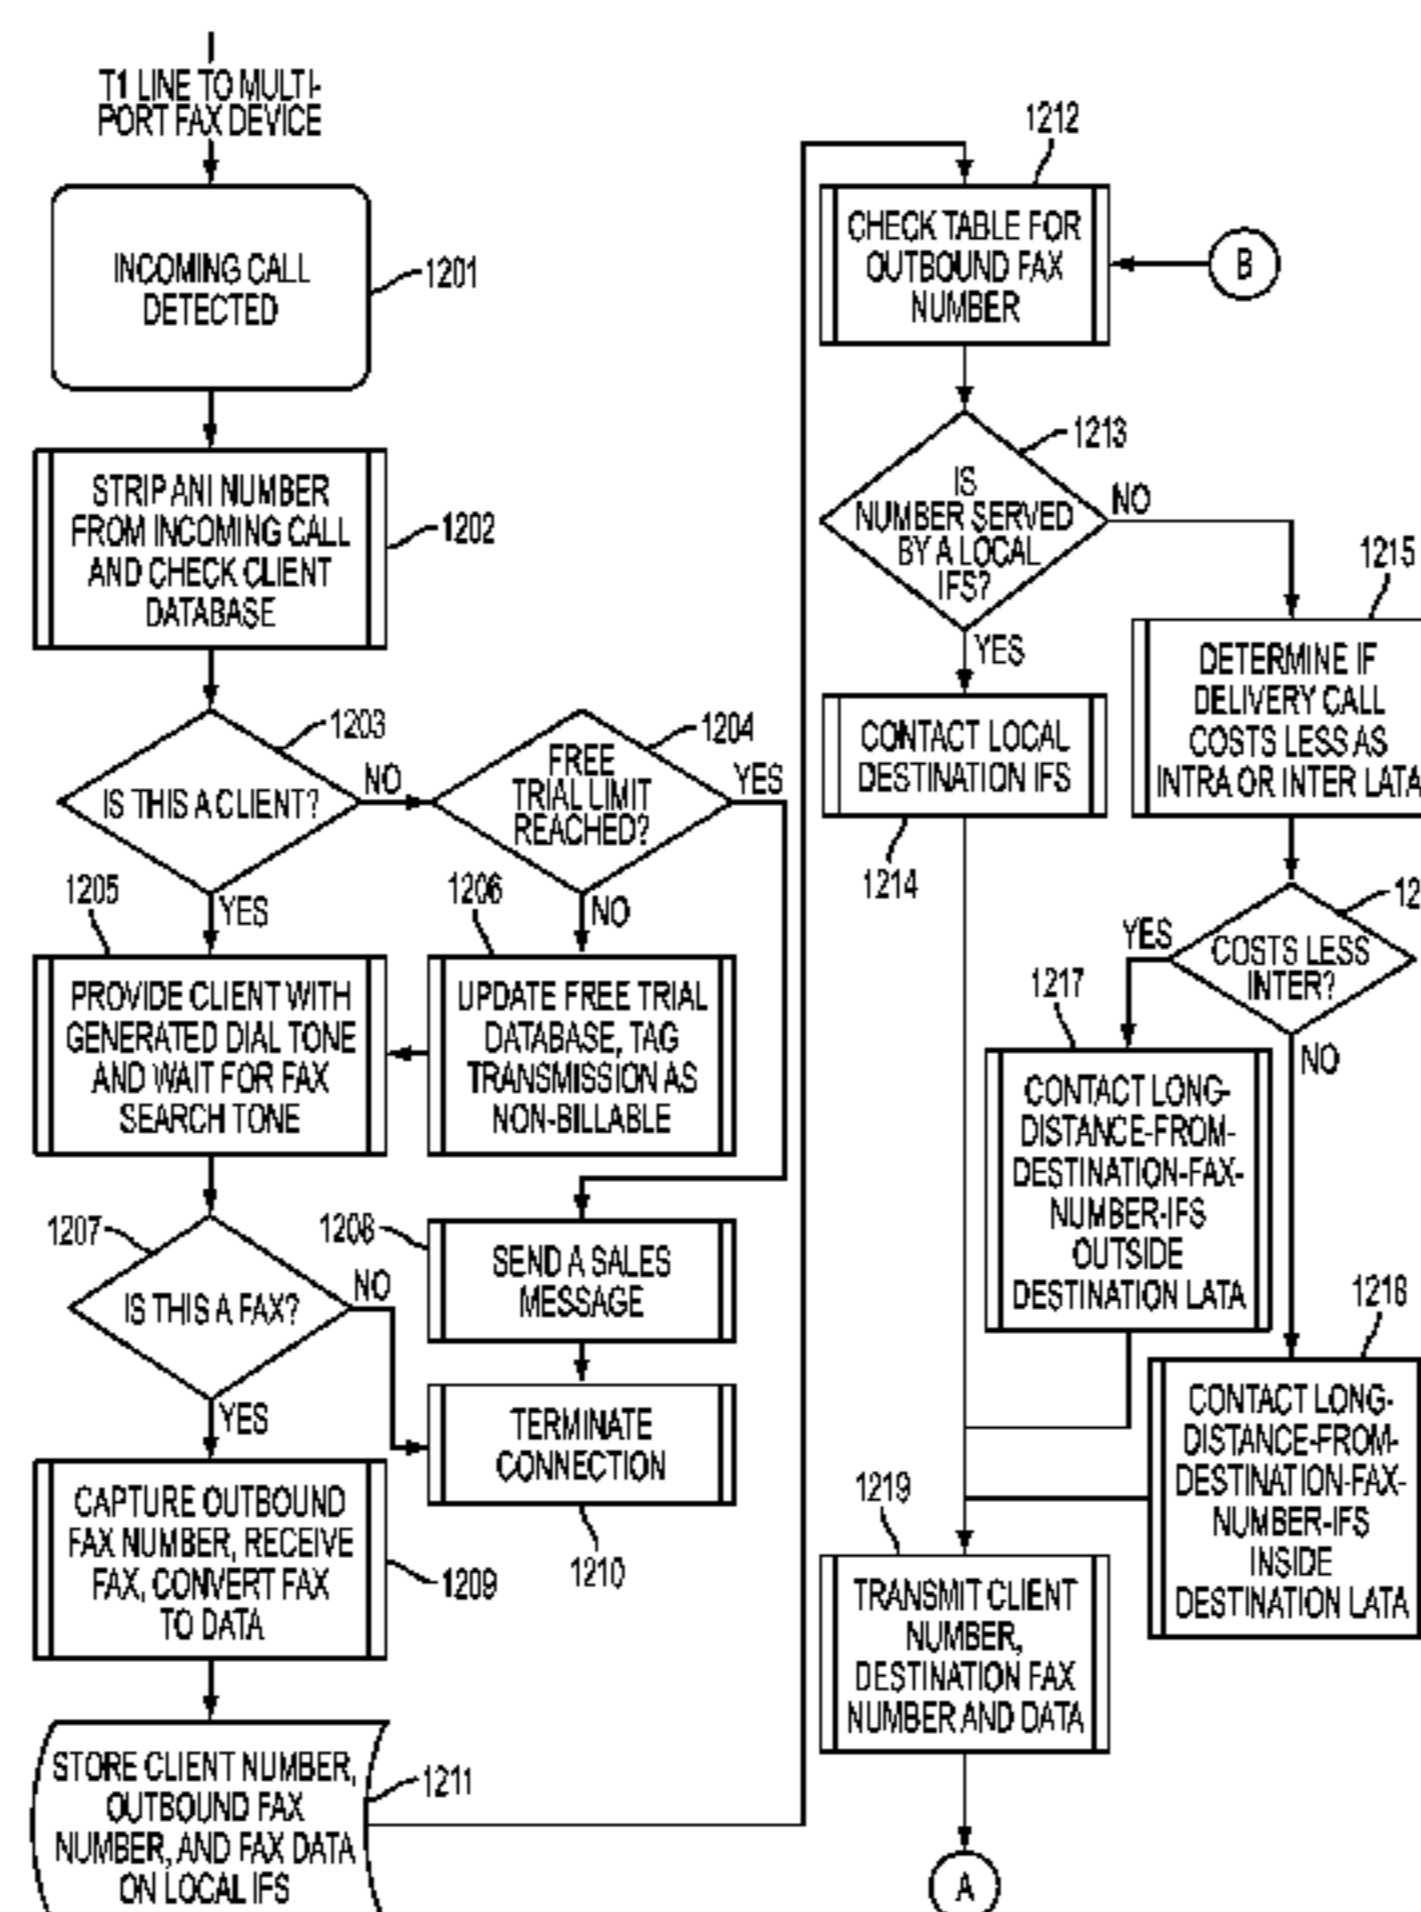 T1 LINE TO MULTI-
PORT FAX DEVICE
INCOMING CALL
DETECTED
1201
STRIP ANI NUMBER
FROM INCOMING CALL
AND CHECK CLIENT
DATABASE
1202
1203
IS THIS A CLIENT?
NO
YES
1204
FREE
TRIAL LIMIT
REACHED?
YES
NO
1205
PROVIDE CLIENT WITH
GENERATED DIAL TONE
AND WAIT FOR FAX
SEARCH TONE
1206
UPDATE FREE TRIAL
DATABASE, TAG
TRANSMISSION AS
NON-BILLABLE
1207
IS THIS A FAX?
NO
YES
1208
SEND A SALES
MESSAGE
TERMINATE
CONNECTION
1210
CAPTURE OUTBOUND
FAX NUMBER, RECEIVE
FAX, CONVERT FAX
TO DATA
1209
STORE CLIENT NUMBER,
OUTBOUND FAX
NUMBER, AND FAX DATA
ON LOCAL IFS
1211
1212
CHECK TABLE FOR
OUTBOUND FAX
NUMBER
B
1213
IS
NUMBER SERVED
BY A LOCAL
IFS?
NO
YES
CONTACT LOCAL
DESTINATION IFS
1214
1215
DETERMINE IF
DELIVERY CALL
COSTS LESS AS
INTRA OR INTER LATA
12
COSTS LESS
INTER?
YES
NO
1217
CONTACT LONG-
DISTANCE-FROM-
DESTINATION-FAX-
NUMBER-IFS
OUTSIDE
DESTINATION LATA
1218
CONTACT LONG-
DISTANCE-FROM-
DESTINATION-FAX-
NUMBER-IFS
INSIDE
DESTINATION LATA
1219
TRANSMIT CLIENT
NUMBER,
DESTINATION FAX
NUMBER AND DATA
A